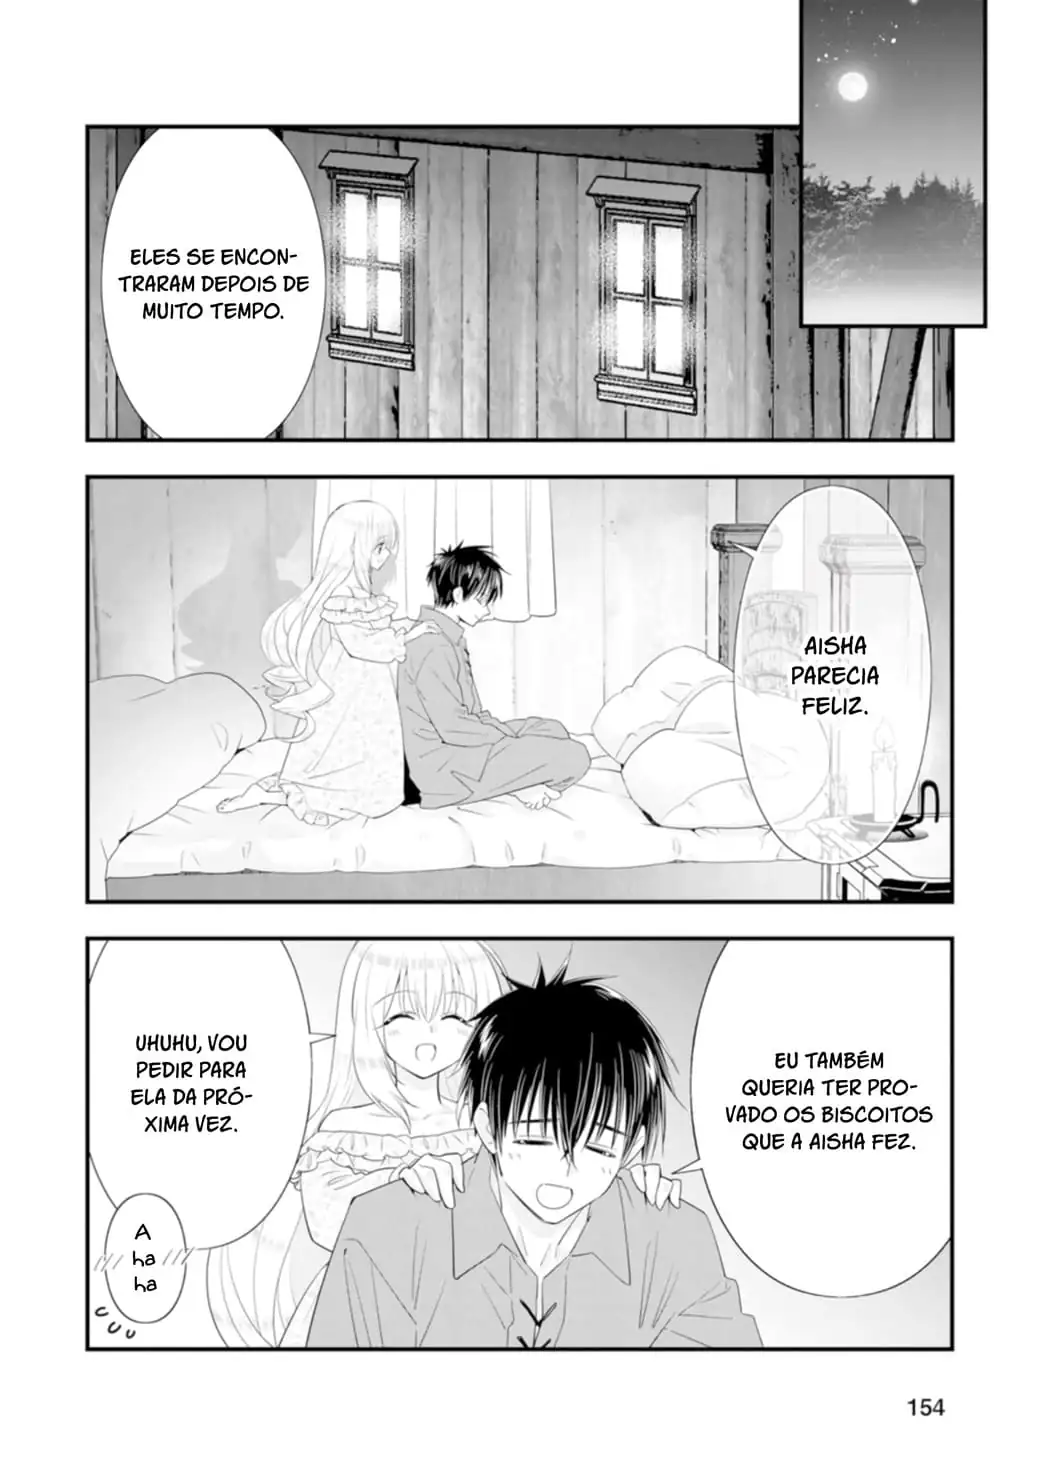 ELES SE ENCON-
TRARAM DEPOIS DE
MUITO TEMPO.
AISHA
PARECIA
FELIZ.
EU TAMBÉM
QUERIA TER PRO-
VADO OS BISCOITOS
QUE A AISHA FEZ.
UHUHU, VOU
PEDIR PARA
ELA DA PRÓ-
XIMA VEZ.
A
ha
ha
154